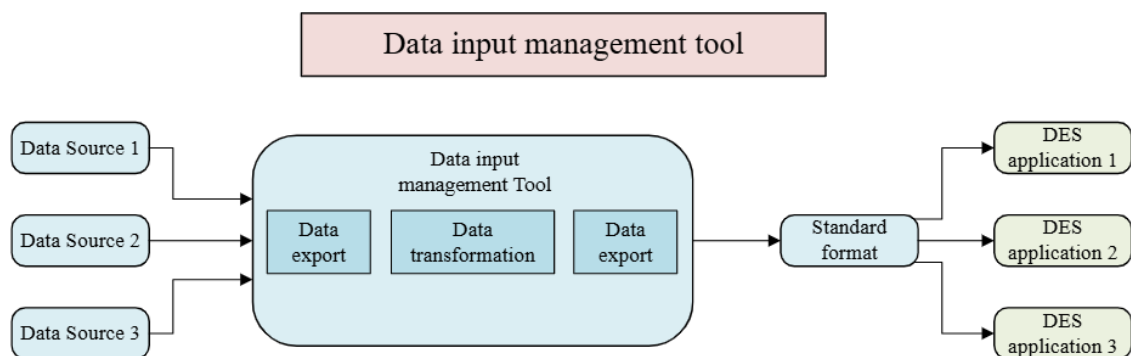 Data input management tool
Data Source 1
Data Source 2
Data Source 3
Data input
management Tool
Data
export
Data
transformation
Data
export
Standard
format
DES
application 1
DES
application 2
DES
application 3